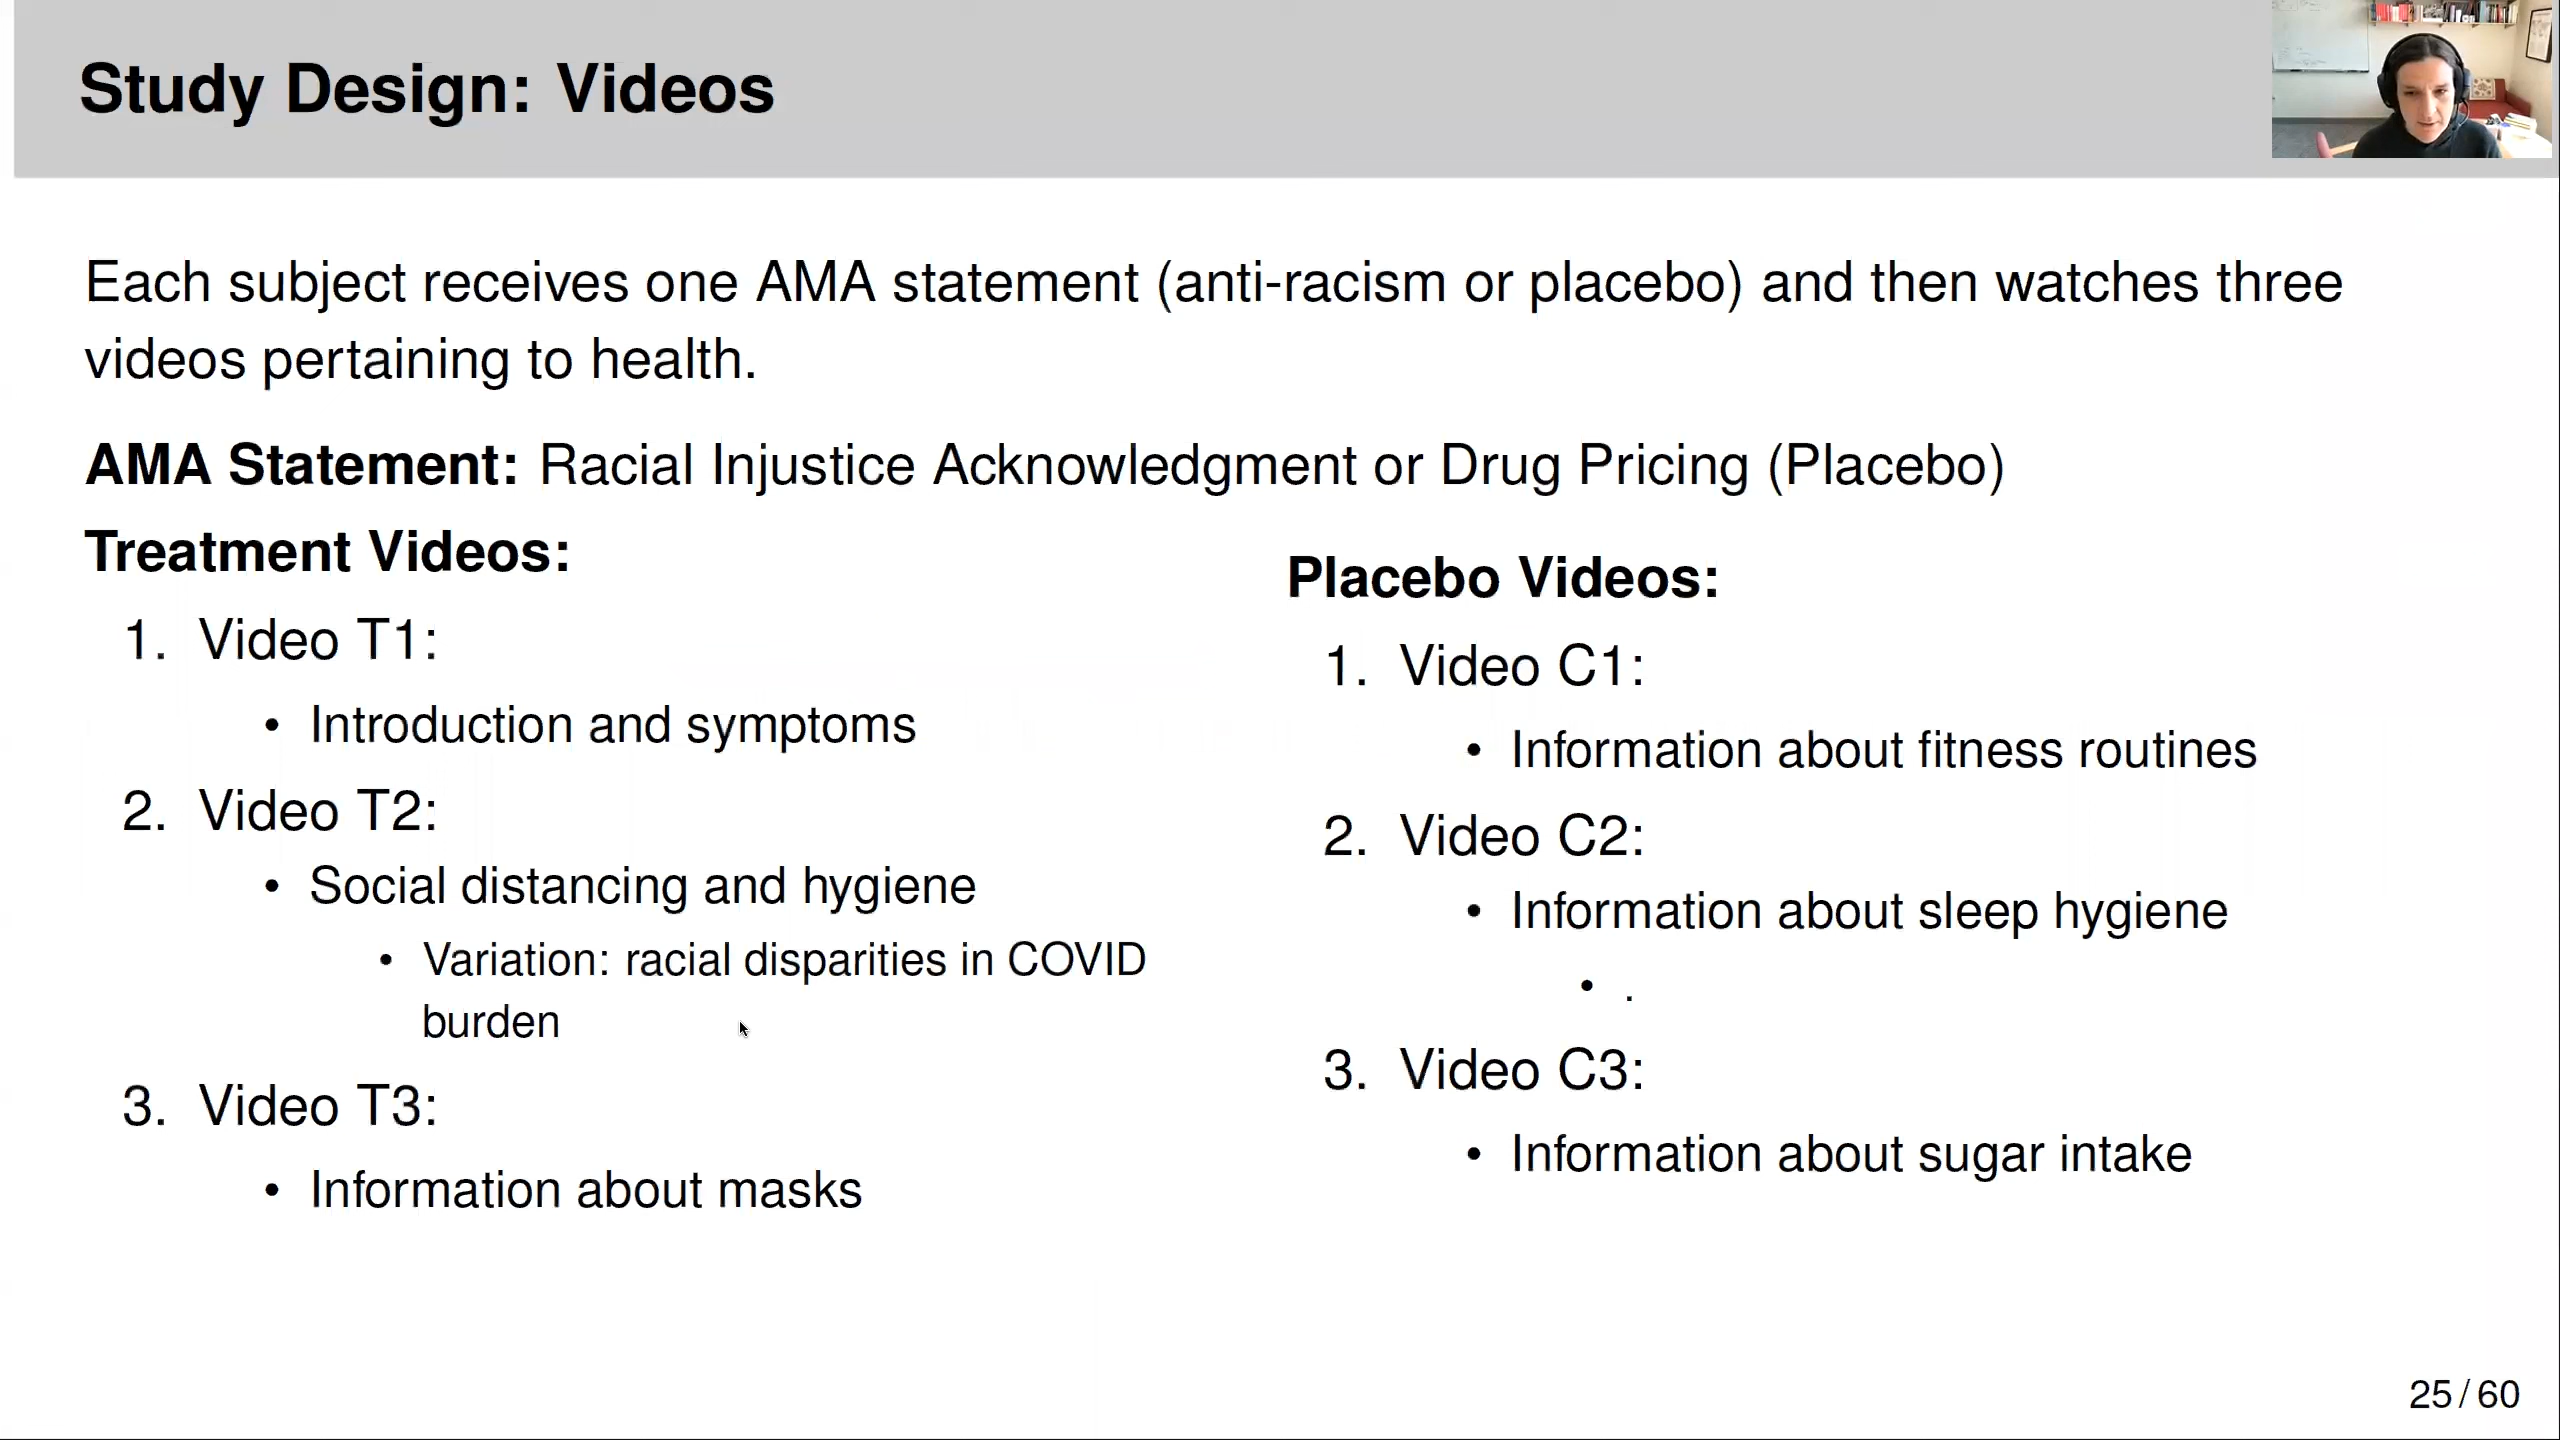 Study Design: Videos
Each subject receives one AMA statement (anti-racism or placebo) and then watches three
videos pertaining to health.
AMA Statement: Racial Injustice Acknowledgment or Drug Pricing (Placebo)
Treatment Videos:
1. Video T1:
• Introduction and symptoms
2. Video T2:
• Social distancing and hygiene
• Variation: racial disparities in COVID
burden
3. Video T3:
• Information about masks
Placebo Videos:
1. Video C1:
• Information about fitness routines
2. Video C2:
• Information about sleep hygiene
• .
3. Video C3:
• Information about sugar intake
25 / 60